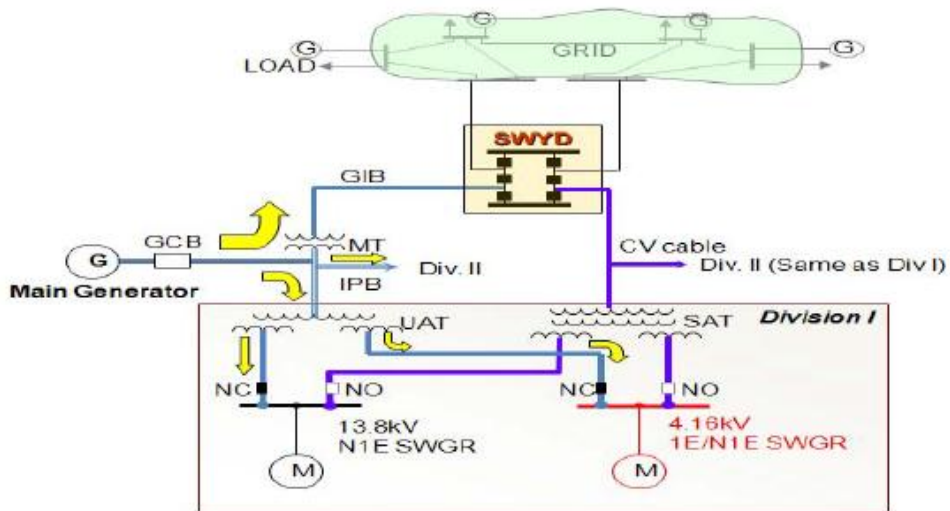 G
G
GRID
G
G
LOAD
SWYD
GIB
GCB
MT
CV cable
G
Div. II
Div. II (Same as Div I)
Main Generator
IPB
UAT
SAT
Division I
NC
NO
NC
NO
13.8kV
N1E SWGR
4.16kV
1E/N1E SWGR
M
M